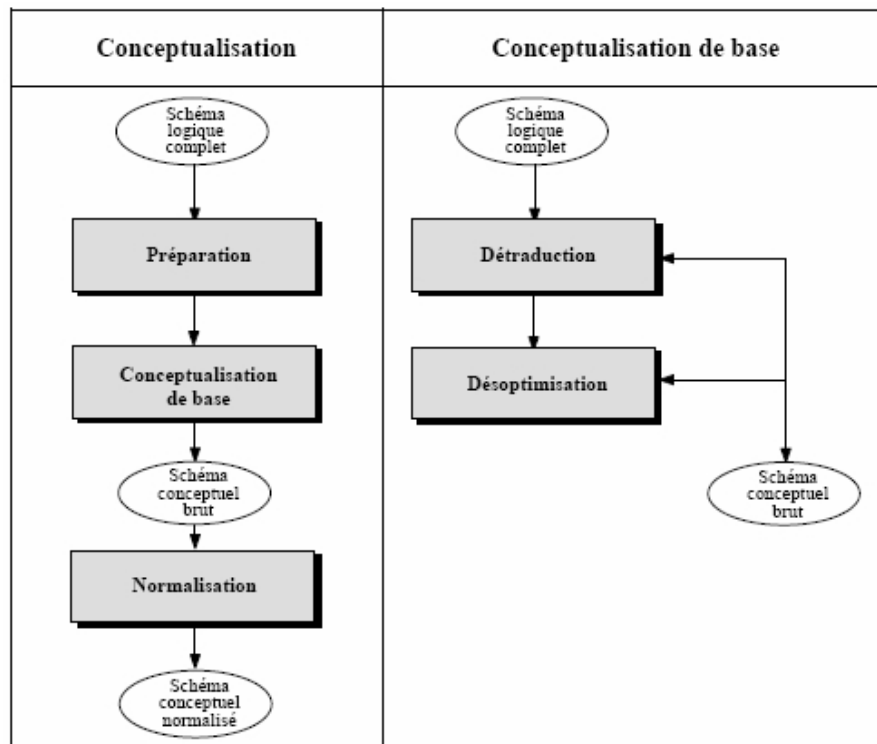 Conceptualisation
Conceptualisation de base
Schéma
logique
complet
Préparation
Conceptualisation
de base
Schéma
conceptuel
brut
Normalisation
Schéma
conceptuel
normalisé
Schéma
logique
complet
Détraduction
Désoptimisation
Schéma
conceptuel
brut